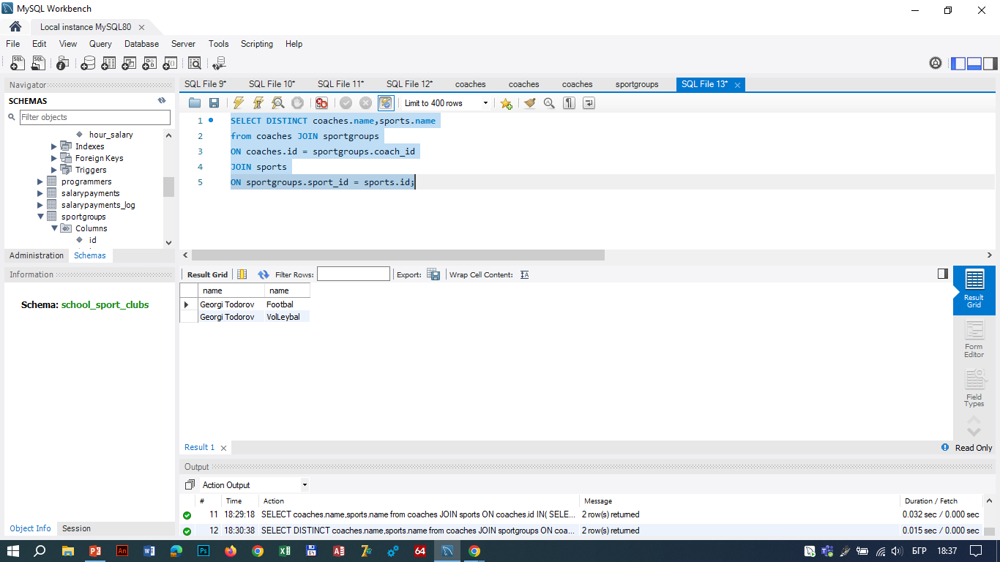 MySQL Workbench
Local instance MySQL80
File Edit View Query Database Server Tools Scripting Help
Navigator
SCHEMAS
Filter objects
hour_salary
Indexes
Foreign Keys
Triggers
programmers
salarypayments
salarypayments_log
sportgroups
Columns
id
Administration Schemas
Information
Schema: school_sport_clubs
Object Info Session
SQL File 9* SQL File 10* SQL File 11* SQL File 12* coaches coaches coaches sportgroups SQL File 13*
Limit to 400 rows
1 SELECT DISTINCT coaches.name,sports.name
2 from coaches JOIN sportgroups
3 ON coaches.id = sportgroups.coach_id
4 JOIN sports
5 ON sportgroups.sport_id = sports.id;
Result Grid Filter Rows: Export: Wrap Cell Content:
name name
Georgi Todorov Footbal
Georgi Todorov VolLeybal
Result Grid
Form Editor
Field Types
Result 1
Read Only
Output
Action Output
# Time Action Message Duration / Fetch
11 18:29:18 SELECT coaches.name,sports.name from coaches JOIN sports ON coaches.id IN( SELE... 2 row(s) returned 0.032 sec / 0.000 sec
12 18:30:38 SELECT DISTINCT coaches.name,sports.name from coaches JOIN sportgroups ON coa... 2 row(s) returned 0.015 sec / 0.000 sec
64
БГР 18:37